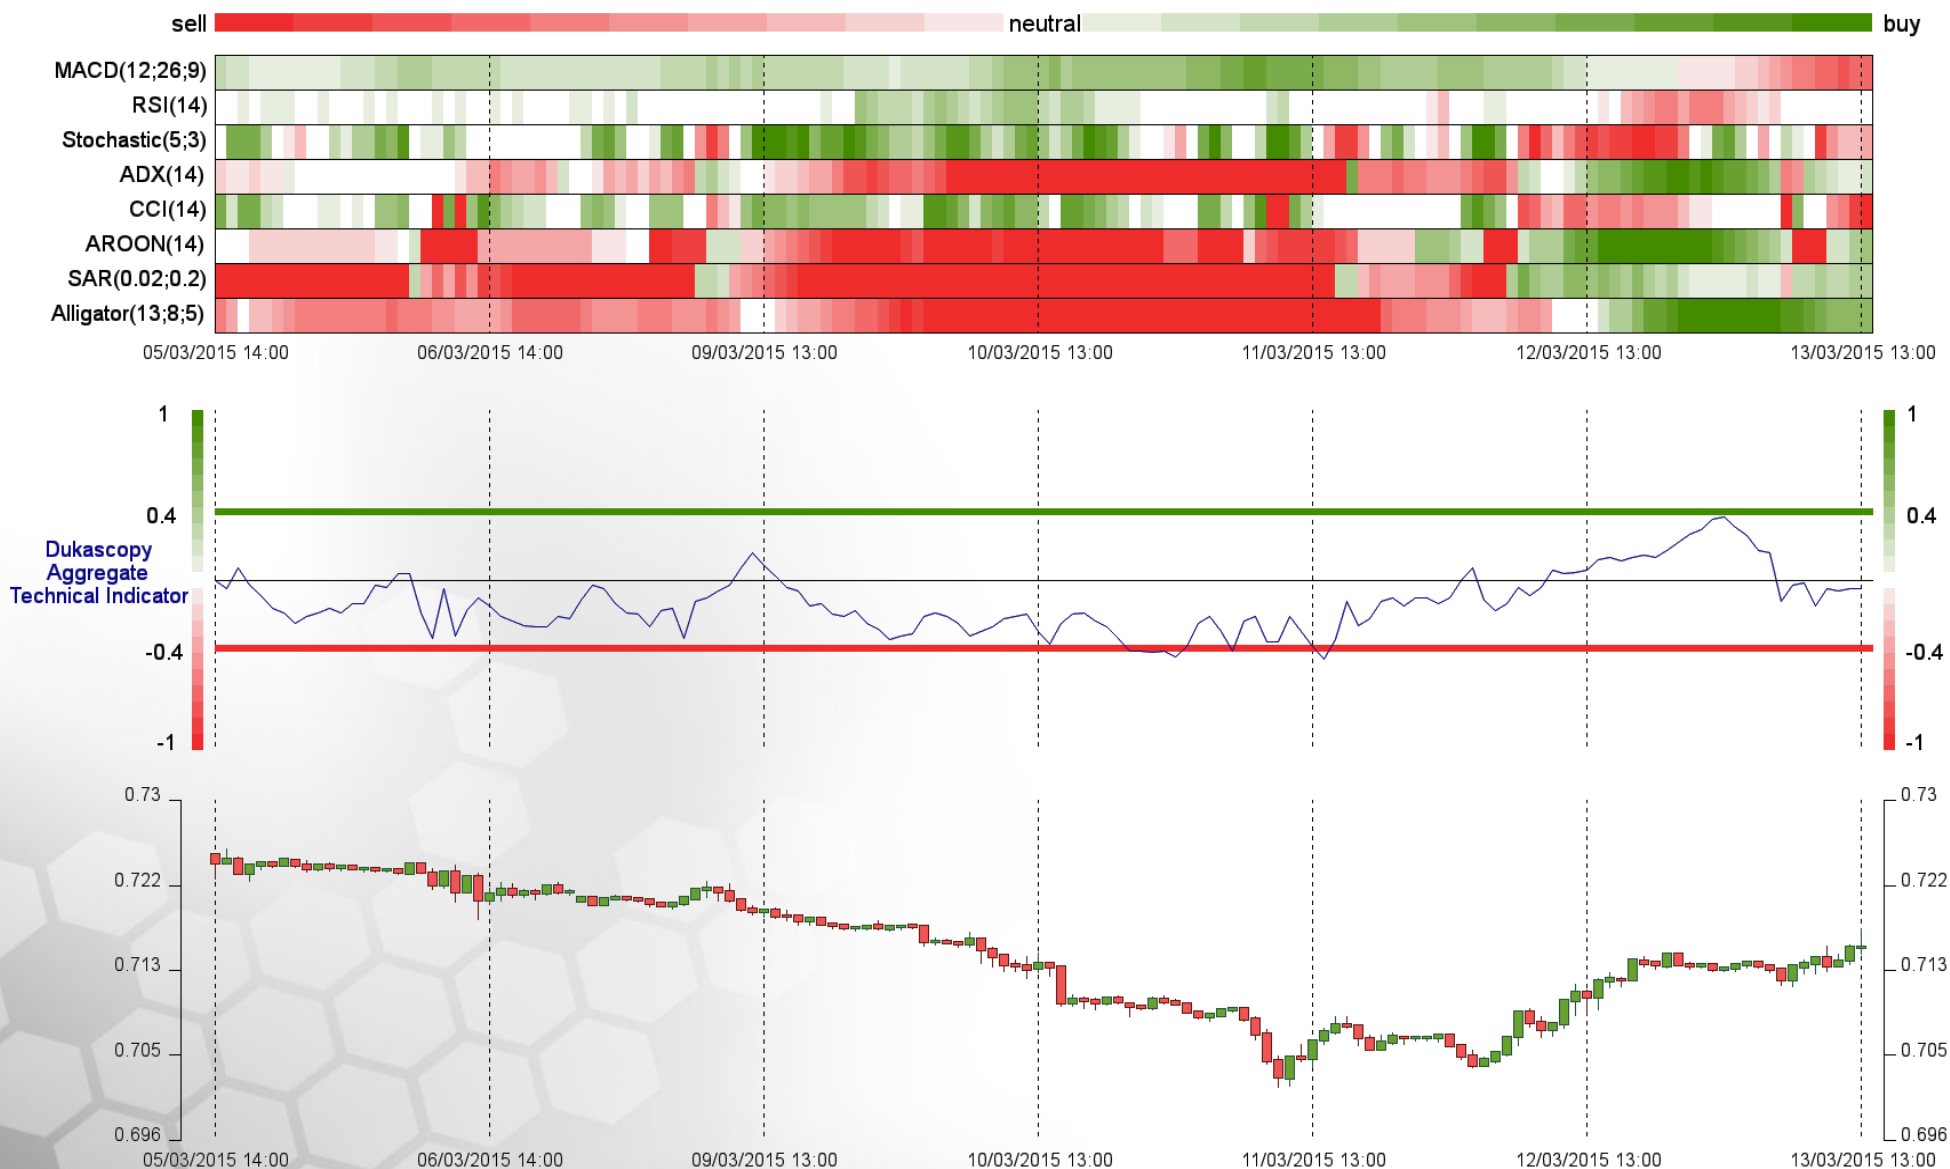 sell neutral buy
MACD(12;26;9)
RSI(14)
Stochastic(5;3)
ADX(14)
CCI(14)
AROON(14)
SAR(0.02;0.2)
Alligator(13;8;5)
05/03/2015 14:00 06/03/2015 14:00 09/03/2015 13:00 10/03/2015 13:00 11/03/2015 13:00 12/03/2015 13:00 13/03/2015 13:00
1 1
0.4 0.4
Dukascopy
Aggregate
Technical Indicator
-0.4 -0.4
-1 -1
0.73 0.73
0.722 0.722
0.713 0.713
0.705 0.705
0.696 0.696
05/03/2015 14:00 06/03/2015 14:00 09/03/2015 13:00 10/03/2015 13:00 11/03/2015 13:00 12/03/2015 13:00 13/03/2015 13:00